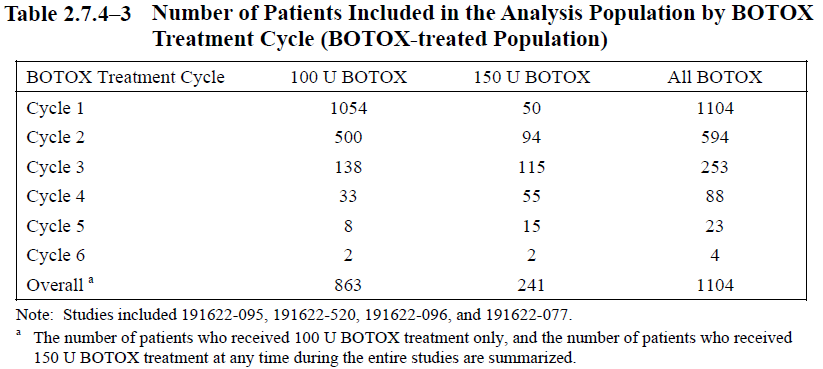 Table 2.7.4–3 Number of Patients Included in the Analysis Population by BOTOX
Treatment Cycle (BOTOX-treated Population)
BOTOX Treatment Cycle 100 U BOTOX 150 U BOTOX All BOTOX
Cycle 1 1054 50 1104
Cycle 2 500 94 594
Cycle 3 138 115 253
Cycle 4 33 55 88
Cycle 5 8 15 23
Cycle 6 2 2 4
Overall a 863 241 1104
Note: Studies included 191622-095, 191622-520, 191622-096, and 191622-077.
a The number of patients who received 100 U BOTOX treatment only, and the number of patients who received
150 U BOTOX treatment at any time during the entire studies are summarized.